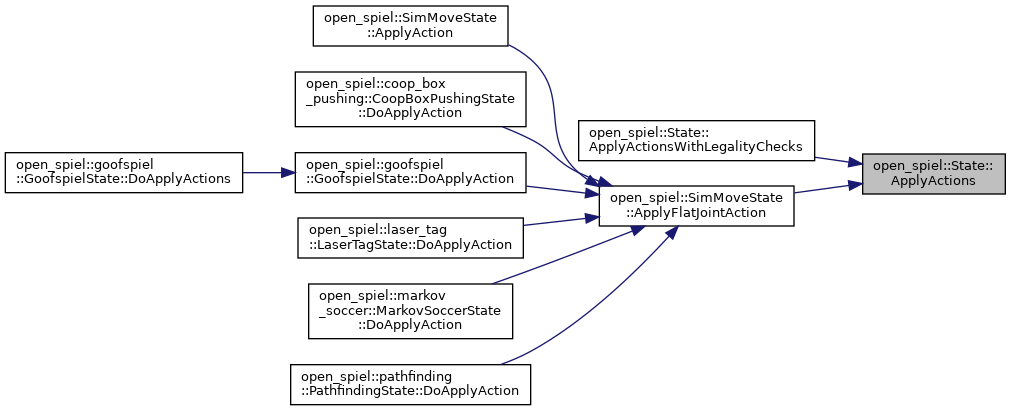 open_spiel::SimMoveState
::ApplyAction
open_spiel::coop_box
_pushing::CoopBoxPushingState
::DoApplyAction
open_spiel::State::
ApplyActionsWithLegalityChecks
open_spiel::goofspiel
::GoofspielState::DoApplyActions
open_spiel::goofspiel
::GoofspielState::DoApplyAction
open_spiel::State::
ApplyActions
open_spiel::SimMoveState
::ApplyFlatJointAction
open_spiel::laser_tag
::LaserTagState::DoApplyAction
open_spiel::markov
_soccer::MarkovSoccerState
::DoApplyAction
open_spiel::pathfinding
::PathfindingState::DoApplyAction